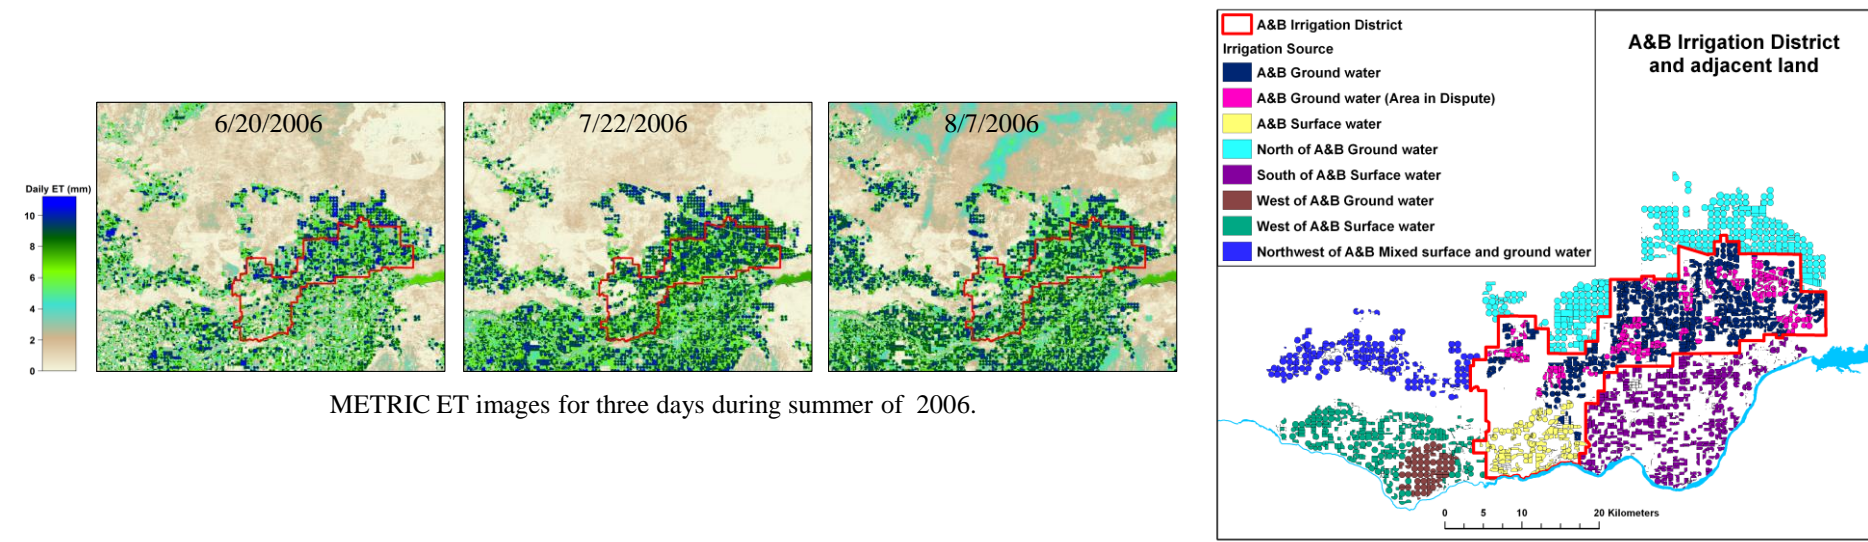 6/20/2006
7/22/2006
8/7/2006
Daily ET (mm)
10
8
6
4
2
0
METRIC ET images for three days during summer of 2006.
A&B Irrigation District
Irrigation Source
A&B Ground water
A&B Ground water (Area in Dispute)
A&B Surface water
North of A&B Ground water
South of A&B Surface water
West of A&B Ground water
West of A&B Surface water
Northwest of A&B Mixed surface and ground water
A&B Irrigation District
and adjacent land
0 5 10 20 Kilometers